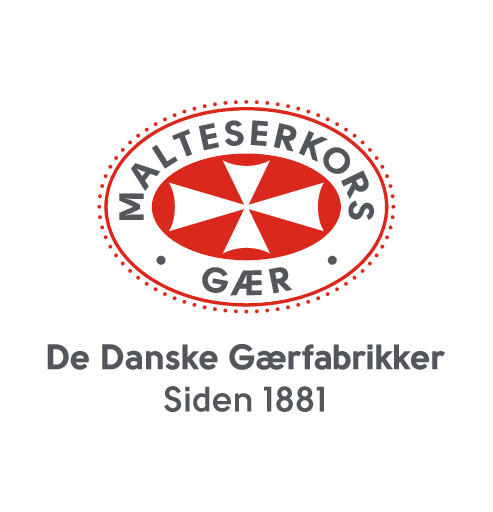 MALTESERKORS
GÆR
De Danske Gærfabrikker
Siden 1881